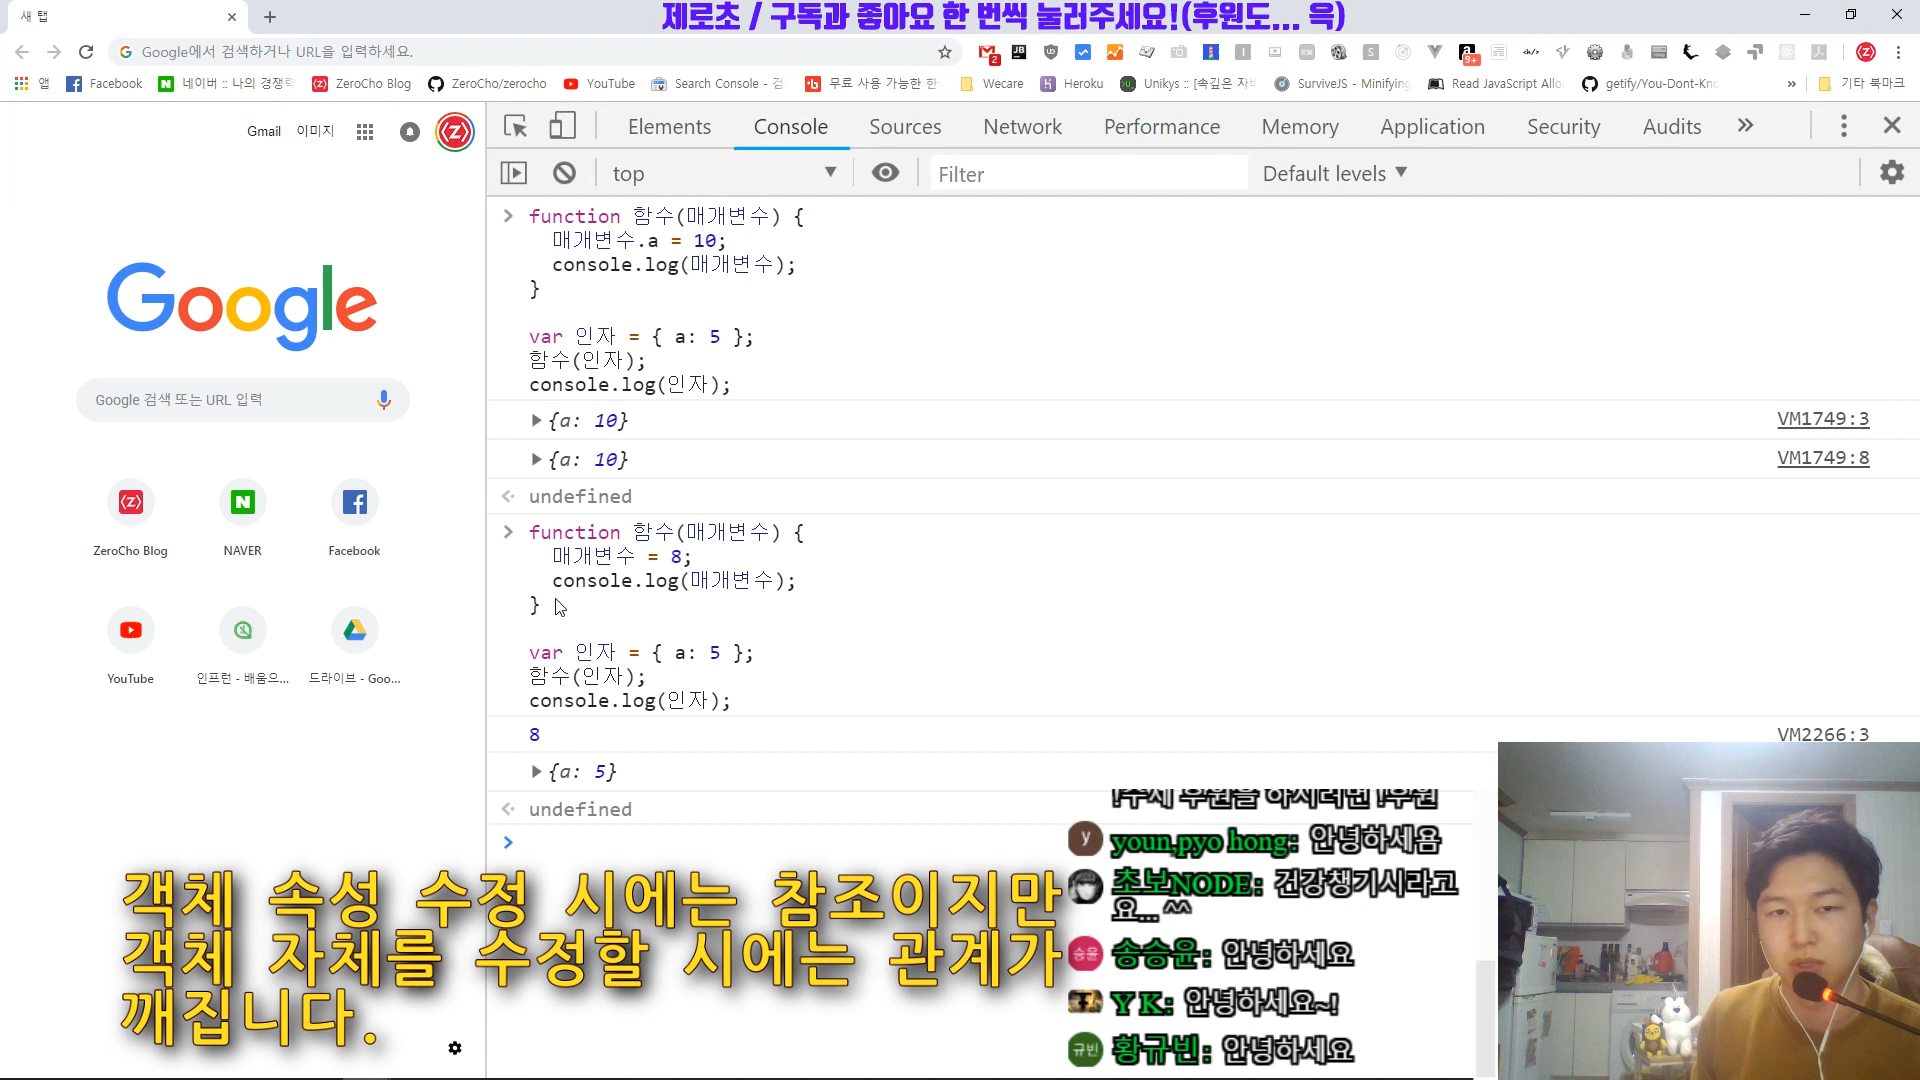 새 탭
제로초 / 구독과 좋아요 한 번씩 눌러주세요!(후원도... 윽)
Google에서 검색하거나 URL을 입력하세요.
앱
Facebook
네이버 :: 나의 경쟁력
ZeroCho Blog
ZeroCho/zerocho
YouTube
Search Console - 검
무료 사용 가능한 한
Wecare
Heroku
Unikys :: [속깊은 자바
SurviveJS - Minifying
Read JavaScript Allo
getify/You-Dont-Kno
»
기타 북마크
Gmail
이미지
Google
Google 검색 또는 URL 입력
ZeroCho Blog
NAVER
Facebook
YouTube
인프런 - 배움으...
드라이브 - Goo...
Elements
Console
Sources
Network
Performance
Memory
Application
Security
Audits
»
top
Filter
Default levels
function 함수(매개변수) {
매개변수.a = 10;
console.log(매개변수);
}
var 인자 = { a: 5 };
함수(인자);
console.log(인자);
{a: 10} VM1749:3
{a: 10} VM1749:8
undefined
function 함수(매개변수) {
매개변수 = 8;
console.log(매개변수);
}
var 인자 = { a: 5 };
함수(인자);
console.log(인자);
8 VM2266:3
{a: 5}
undefined
객체 속성 수정 시에는 참조이지만
객체 자체를 수정할 시에는 관계가
깨집니다.
youn,pyo hong: 안녕하세욤
초보NODE: 건강챙기시라고
요...^^
송승윤: 안녕하세요
Y K: 안녕하세요~!
황규빈: 안녕하세요